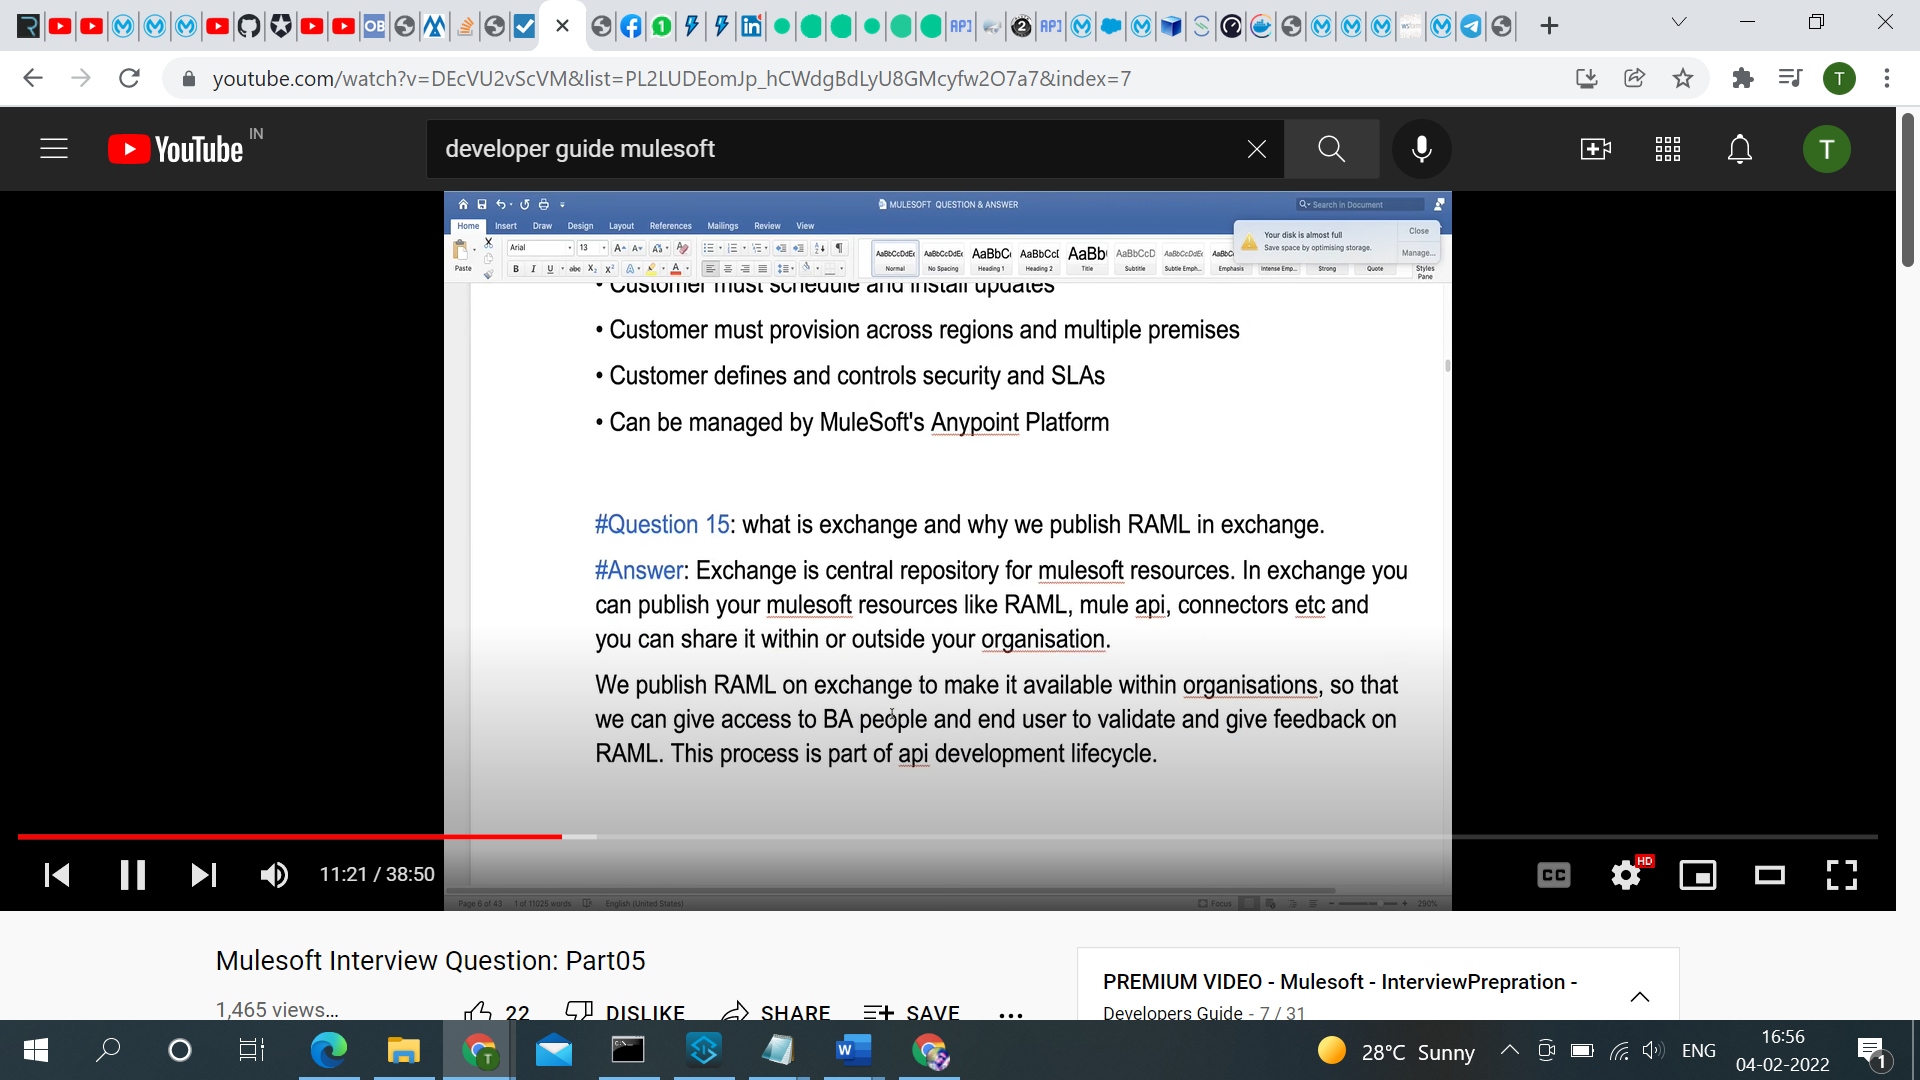 youtube.com/watch?v=DEcVU2vScVM&list=PL2LUDEomJp_hCWdgBdLyU8GMcyfw2O7a7&index=7
T
YouTube IN
developer guide mulesoft
T
MULESOFT QUESTION & ANSWER
Search in Document
Home Insert Draw Design Layout References Mailings Review View
Your disk is almost full
Save space by optimising storage.
Close
Manage...
Paste
Arial 13
AaBbCcDdEe AaBbCcDdEe AaBbC AaBbCcD AaBb( AaBbCcD AaBbCcDdEe AaBbC
Normal No Spacing Heading 1 Heading 2 Title Subtitle Subtle Emph... Emphasis Intense Emp... Strong Quote
Styles Pane
• Customer must schedule and install updates
• Customer must provision across regions and multiple premises
• Customer defines and controls security and SLAs
• Can be managed by MuleSoft's Anypoint Platform
#Question 15: what is exchange and why we publish RAML in exchange.
#Answer: Exchange is central repository for mulesoft resources. In exchange you
can publish your mulesoft resources like RAML, mule api, connectors etc and
you can share it within or outside your organisation.
We publish RAML on exchange to make it available within organisations, so that
we can give access to BA people and end user to validate and give feedback on
RAML. This process is part of api development lifecycle.
11:21 / 38:50
CC
HD
Page 6 of 43 1 of 11025 words English (United States)
Focus 290%
Mulesoft Interview Question: Part05
1,465 views...
22 DISLIKE SHARE SAVE ...
PREMIUM VIDEO - Mulesoft - InterviewPrepration -
Developers Guide - 7 / 31
28°C Sunny
ENG
16:56
04-02-2022
1